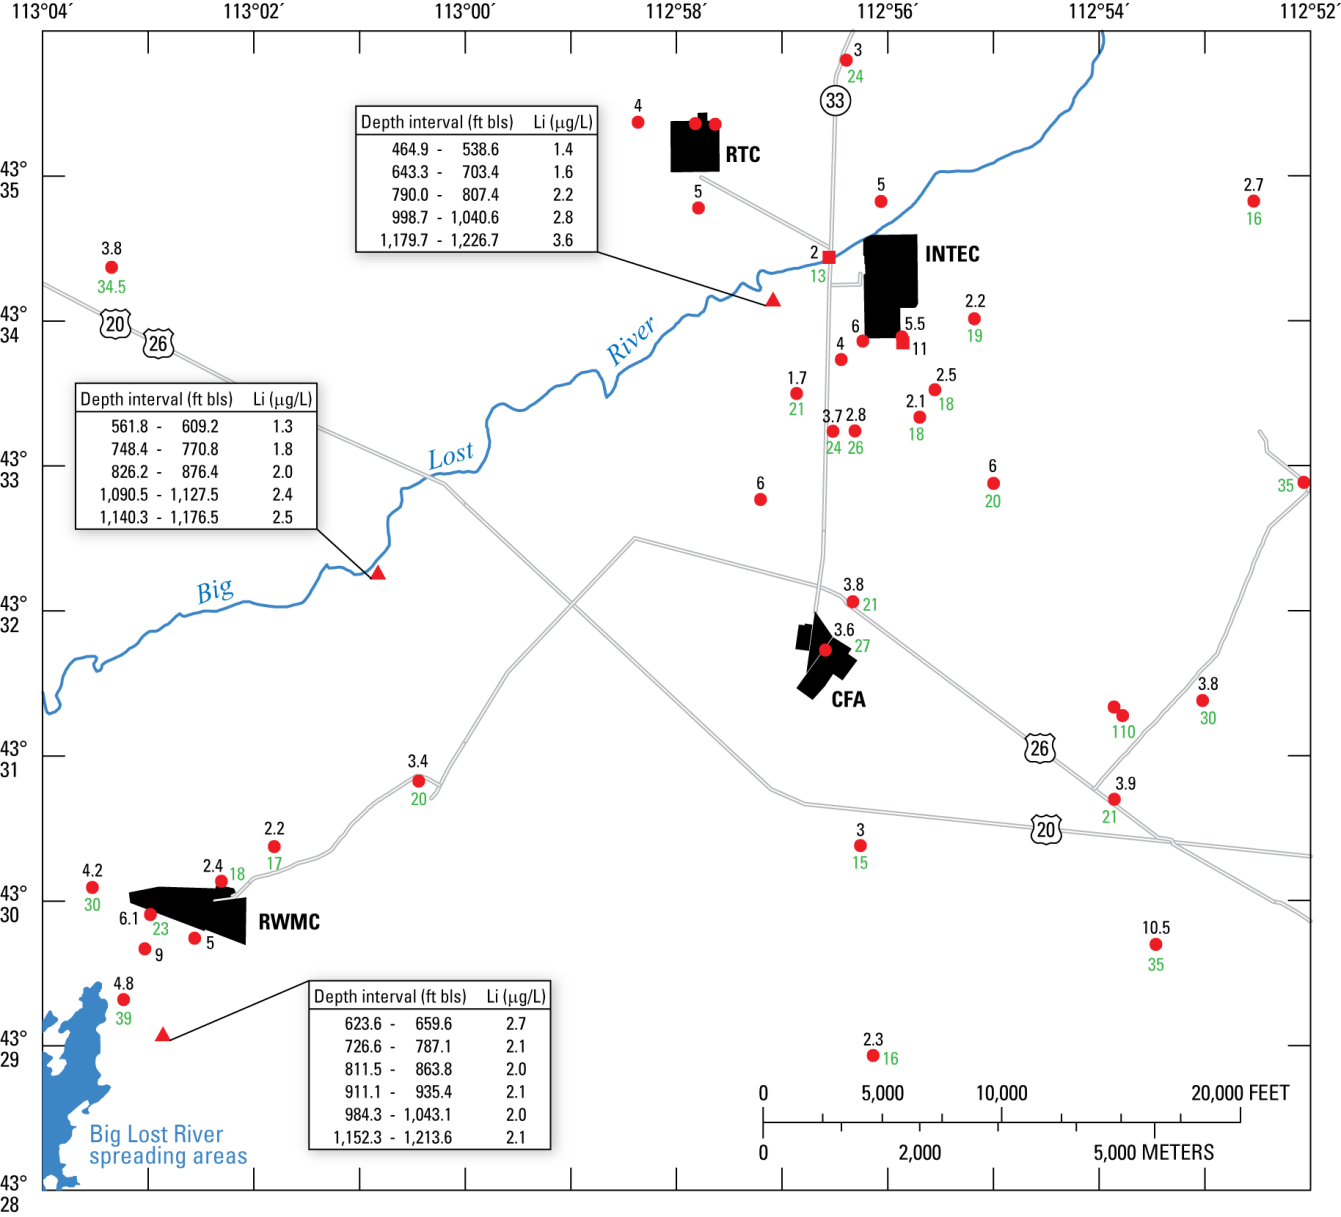 113°04′ 113°02′ 113°00′ 112°58′ 112°56′ 112°54′ 112°52′
3
24
33
4
RTC
Depth interval (ft bls) Li (µg/L)
464.9 - 538.6 1.4
643.3 - 703.4 1.6
790.0 - 807.4 2.2
998.7 - 1,040.6 2.8
1,179.7 - 1,226.7 3.6
43°
35
5
5
2.7
16
3.8
34.5
2
13
INTEC
20
26
43°
34
River
2.2
19
6
5.5
11
4
1.7
21
2.5
18
2.1
18
3.7 2.8
24 26
Depth interval (ft bls) Li (µg/L)
561.8 - 609.2 1.3
748.4 - 770.8 1.8
826.2 - 876.4 2.0
1,090.5 - 1,127.5 2.4
1,140.3 - 1,176.5 2.5
Lost
43°
33
6
6
20
35
Big
43°
32
3.8
21
3.6
27
CFA
3.8
30
110
26
43°
31
3.4
20
3.9
21
20
2.2
17
3
15
4.2
30
2.4
18
43°
30
6.1
23
RWMC
5
9
10.5
35
4.8
39
Depth interval (ft bls) Li (µg/L)
623.6 - 659.6 2.7
726.6 - 787.1 2.1
811.5 - 863.8 2.0
911.1 - 935.4 2.1
984.3 - 1,043.1 2.0
1,152.3 - 1,213.6 2.1
43°
29
2.3
16
0 5,000 10,000 20,000 FEET
0 2,000 5,000 METERS
Big Lost River
spreading areas
43°
28